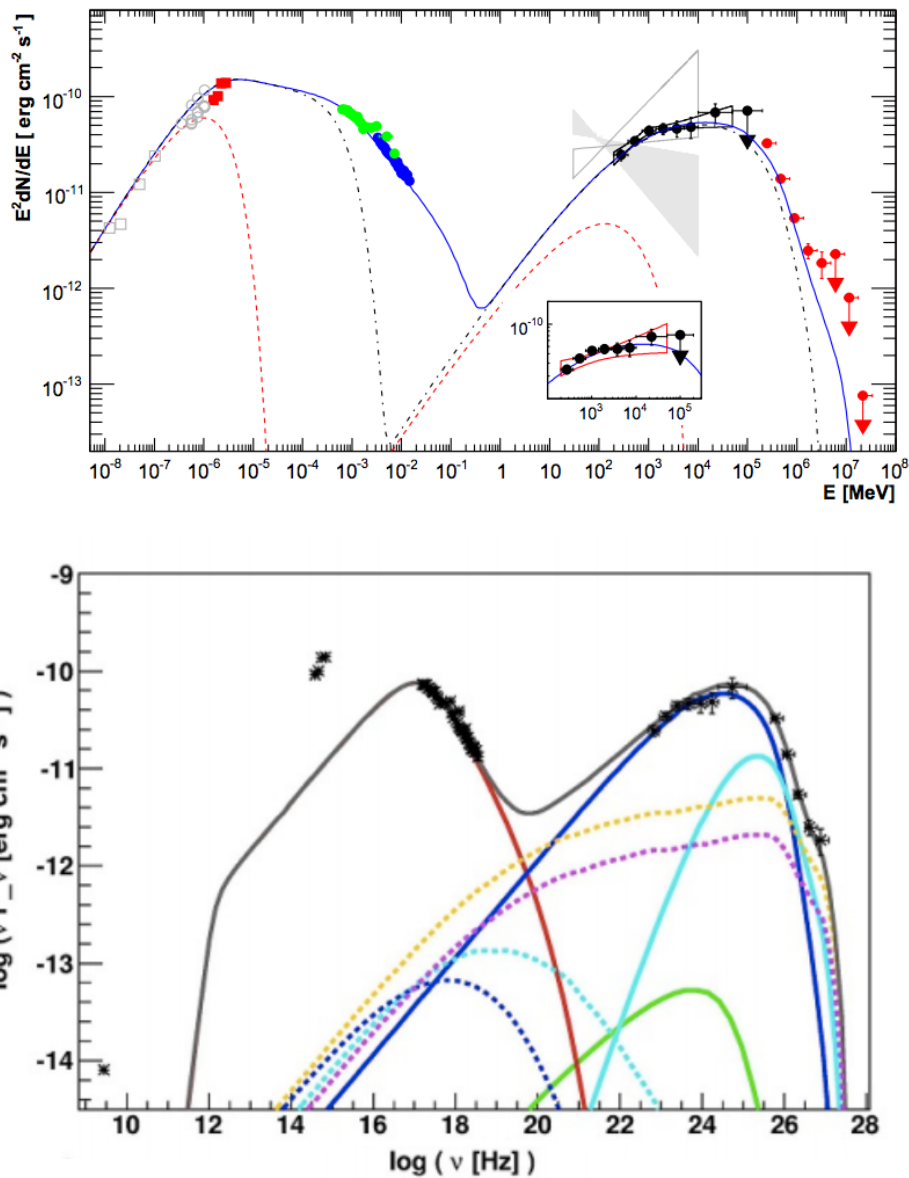 E²dN/dE [ erg cm⁻² s⁻¹ ]
10⁻¹⁰
10⁻¹¹
10⁻¹²
10⁻¹³
10⁻¹⁰
10³ 10⁴ 10⁵
10⁻⁸ 10⁻⁷ 10⁻⁶ 10⁻⁵ 10⁻⁴ 10⁻³ 10⁻² 10⁻¹ 1 10 10² 10³ 10⁴ 10⁵ 10⁶ 10⁷ 10⁸
E [MeV]
-9
-10
-11
-12
-13
-14
10 12 14 16 18 20 22 24 26 28
log ( ν [Hz] )